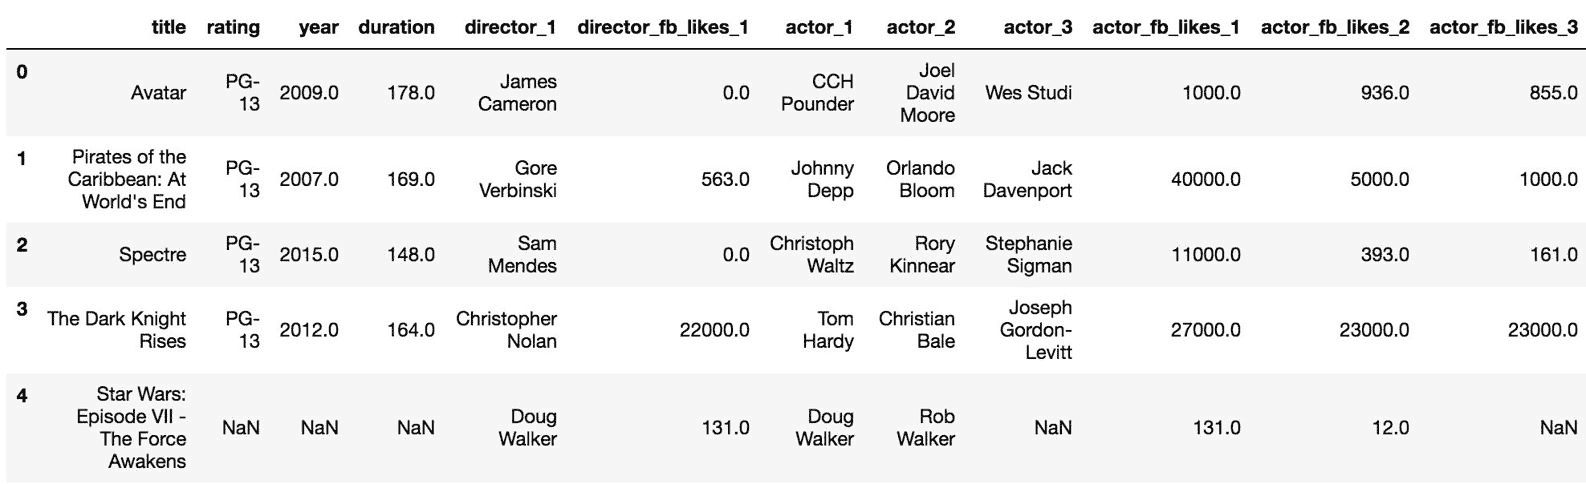 title rating year duration director_1 director_fb_likes_1 actor_1 actor_2 actor_3 actor_fb_likes_1 actor_fb_likes_2 actor_fb_likes_3
0 Avatar PG-13 2009.0 178.0 James Cameron 0.0 CCH Pounder Joel David Moore Wes Studi 1000.0 936.0 855.0
1 Pirates of the Caribbean: At World's End PG-13 2007.0 169.0 Gore Verbinski 563.0 Johnny Depp Orlando Bloom Jack Davenport 40000.0 5000.0 1000.0
2 Spectre PG-13 2015.0 148.0 Sam Mendes 0.0 Christoph Waltz Rory Kinnear Stephanie Sigman 11000.0 393.0 161.0
3 The Dark Knight Rises PG-13 2012.0 164.0 Christopher Nolan 22000.0 Tom Hardy Christian Bale Joseph Gordon-Levitt 27000.0 23000.0 23000.0
4 Star Wars: Episode VII - The Force Awakens NaN NaN NaN Doug Walker 131.0 Doug Walker Rob Walker NaN 131.0 12.0 NaN